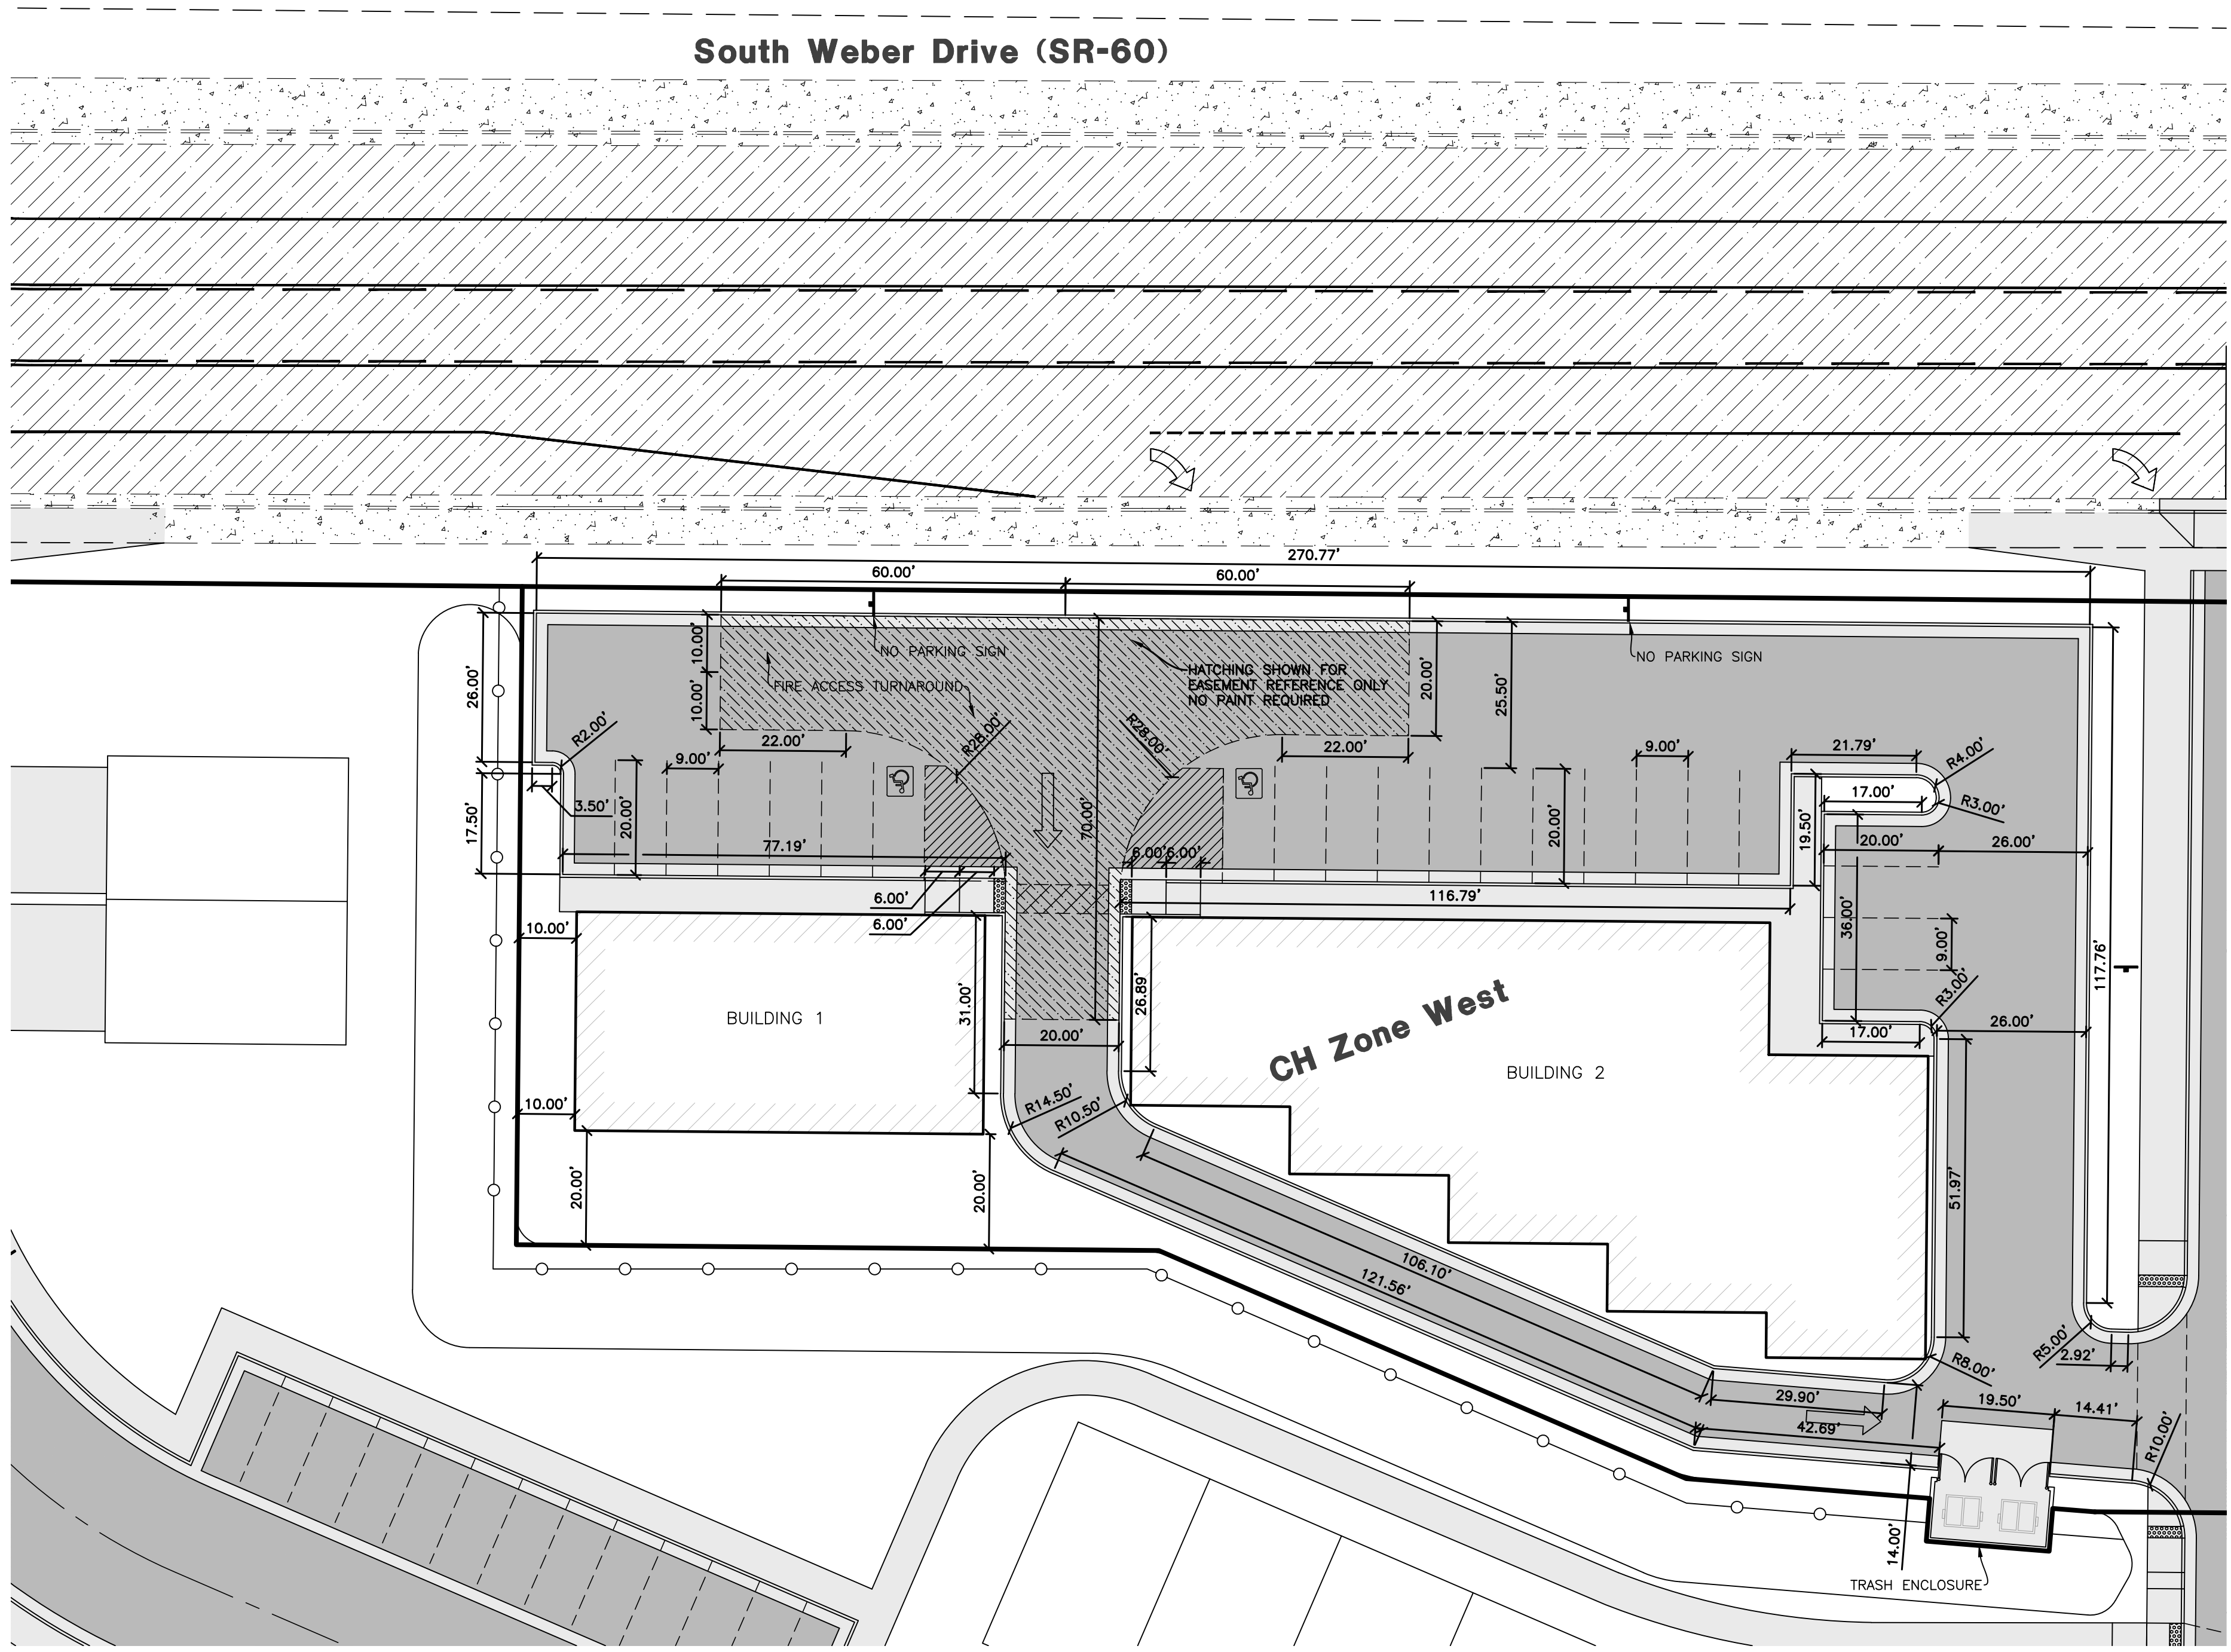 South Weber Drive (SR-60)
270.77'
60.00'
60.00'
10.00'
10.00'
26.00'
NO PARKING SIGN
FIRE ACCESS TURNAROUND
HATCHING SHOWN FOR
EASEMENT REFERENCE ONLY
NO PAINT REQUIRED
20.00'
25.50'
NO PARKING SIGN
R2.00'
22.00'
9.00'
R28.00'
R28.00'
22.00'
9.00'
21.79'
R4.00'
17.00'
R3.00'
3.50'
17.50'
20.00'
70.00'
20.00'
19.50'
77.19'
6.00'
6.00'
20.00'
26.00'
6.00'
6.00'
116.79'
36.00'
9.00'
117.76'
10.00'
31.00'
26.89'
BUILDING 1
20.00'
CH Zone West
BUILDING 2
R3.00'
17.00'
26.00'
10.00'
R14.50'
R10.50'
20.00'
20.00'
51.97'
106.10'
121.56'
R5.00'
2.92'
R8.00'
29.90'
42.69'
19.50'
14.41'
R10.00'
14.00'
TRASH ENCLOSURE